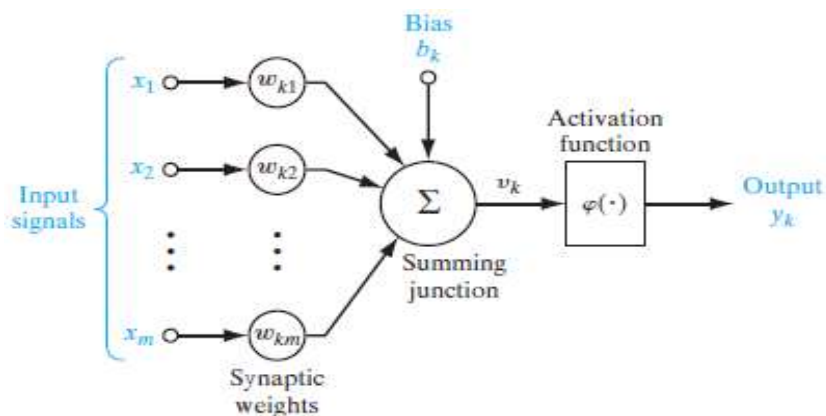 Bias
b_k
x_1
w_k1
Activation
function
x_2
w_k2
Input
signals
Σ
v_k
φ(·)
Output
y_k
Summing
junction
x_m
w_km
Synaptic
weights